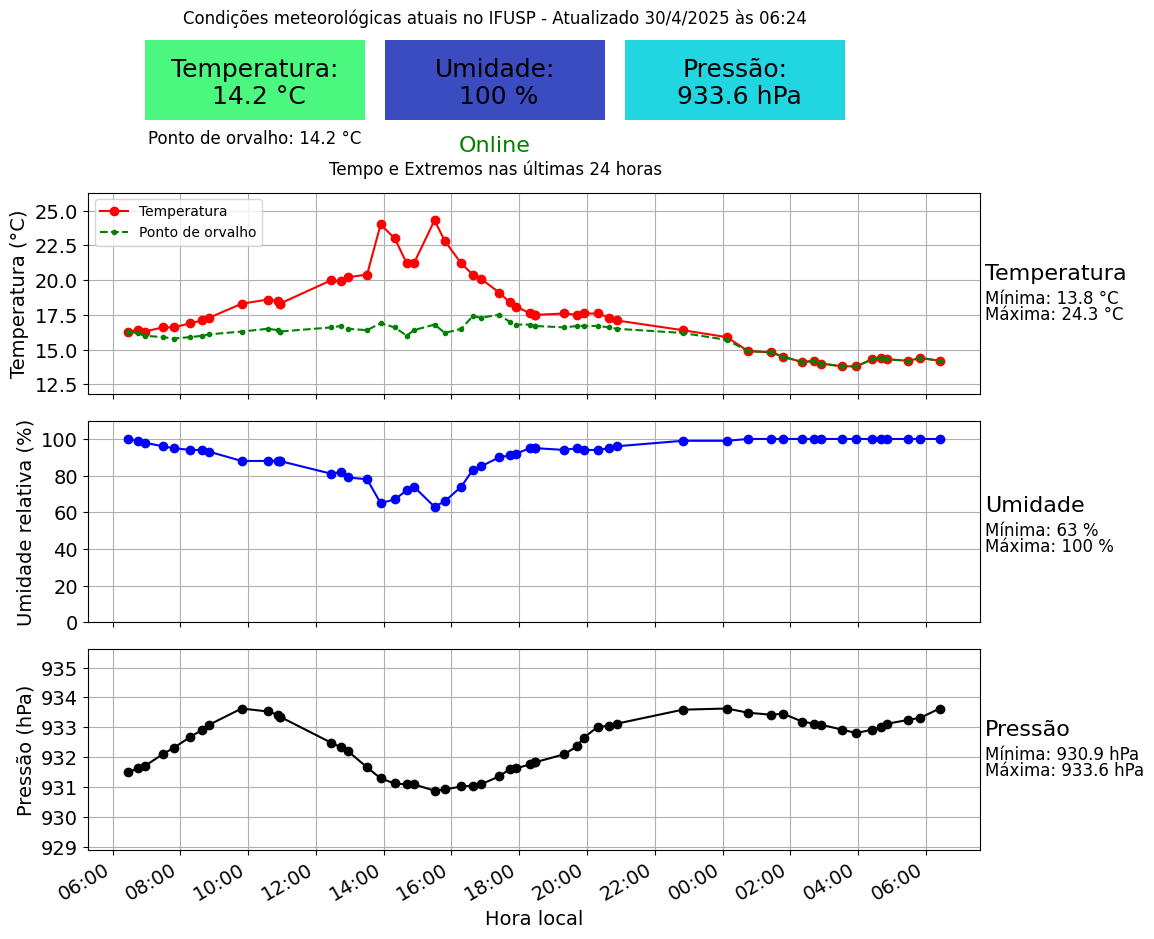 Condições meteorológicas atuais no IFUSP - Atualizado 30/4/2025 às 06:24
Temperatura:
14.2 °C
Umidade:
100 %
Pressão:
933.6 hPa
Ponto de orvalho: 14.2 °C
Online
Tempo e Extremos nas últimas 24 horas
Temperatura (°C)
25.0
22.5
20.0
17.5
15.0
12.5
Temperatura
Ponto de orvalho
Temperatura
Mínima: 13.8 °C
Máxima: 24.3 °C
Umidade relativa (%)
100
80
60
40
20
0
Umidade
Mínima: 63 %
Máxima: 100 %
Pressão (hPa)
935
934
933
932
931
930
929
Pressão
Mínima: 930.9 hPa
Máxima: 933.6 hPa
06:00
08:00
10:00
12:00
14:00
16:00
18:00
20:00
22:00
00:00
02:00
04:00
06:00
Hora local